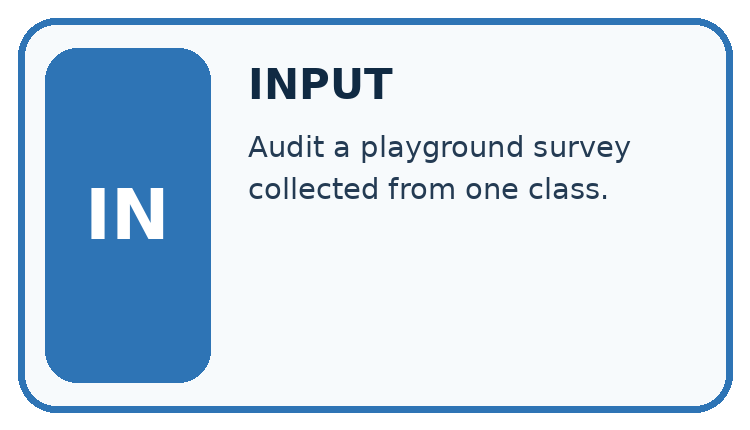 IN
INPUT
Audit a playground survey
collected from one class.